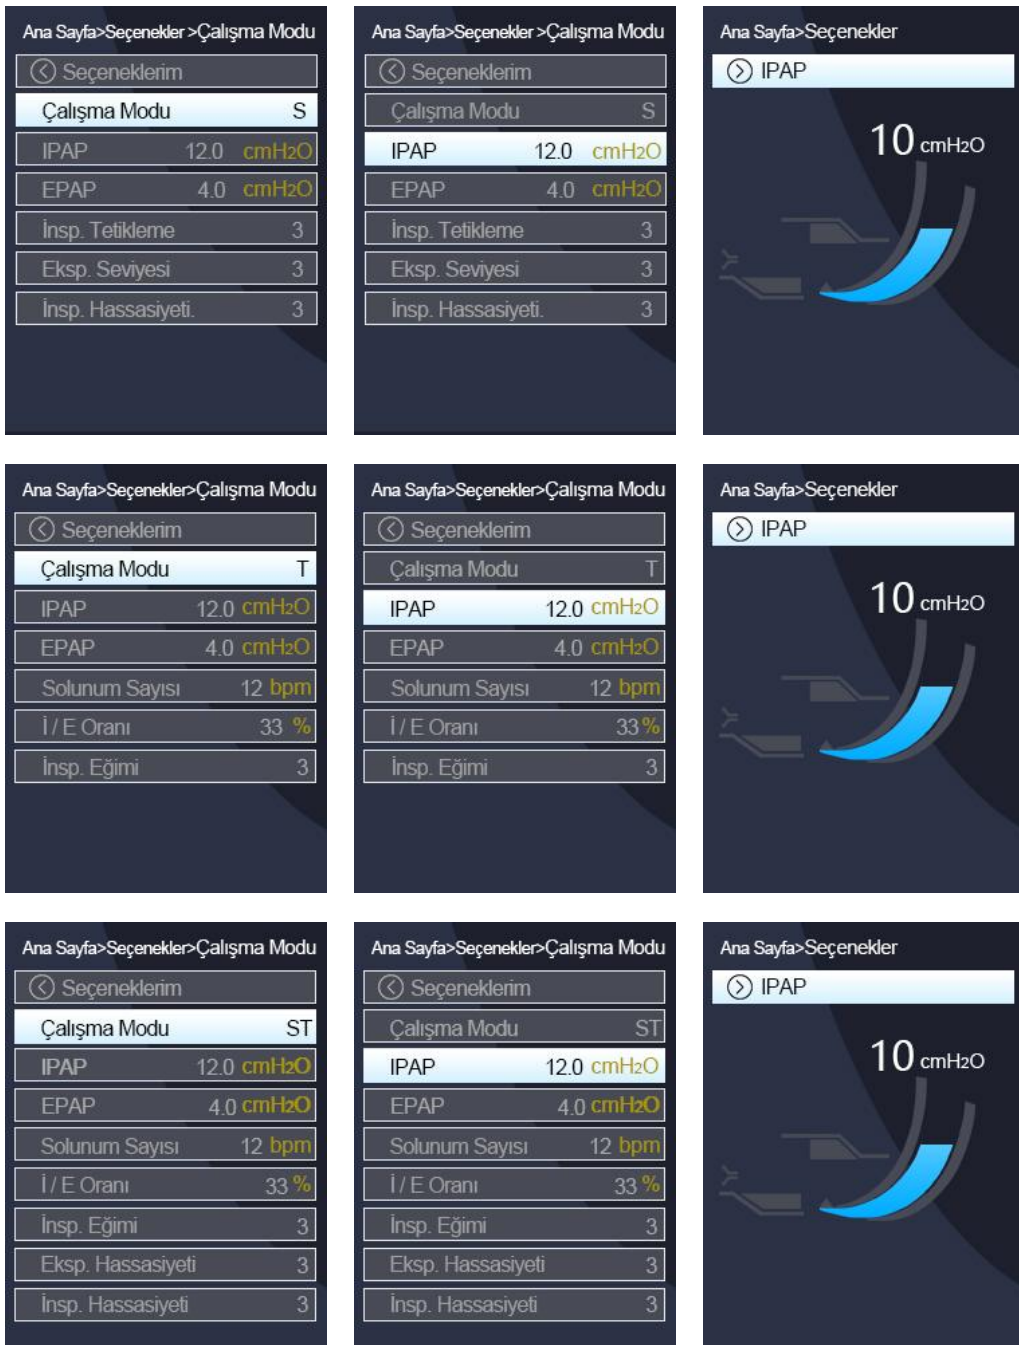 Ana Sayfa>Seçenekler >Çalışma Modu
Seçeneklerim
Çalışma Modu S
IPAP 12.0 cmH2O
EPAP 4.0 cmH2O
İnsp. Tetikleme 3
Eksp. Seviyesi 3
İnsp. Hassasiyeti. 3
Ana Sayfa>Seçenekler >Çalışma Modu
Seçeneklerim
Çalışma Modu S
IPAP 12.0 cmH2O
EPAP 4.0 cmH2O
İnsp. Tetikleme 3
Eksp. Seviyesi 3
İnsp. Hassasiyeti. 3
Ana Sayfa>Seçenekler
IPAP
10 cmH2O
Ana Sayfa>Seçenekler>Çalışma Modu
Seçeneklerim
Çalışma Modu T
IPAP 12.0 cmH2O
EPAP 4.0 cmH2O
Solunum Sayısı 12 bpm
İ / E Oranı 33 %
İnsp. Eğimi 3
Ana Sayfa>Seçenekler>Çalışma Modu
Seçeneklerim
Çalışma Modu T
IPAP 12.0 cmH2O
EPAP 4.0 cmH2O
Solunum Sayısı 12 bpm
İ / E Oranı 33 %
İnsp. Eğimi 3
Ana Sayfa>Seçenekler
IPAP
10 cmH2O
Ana Sayfa>Seçenekler>Çalışma Modu
Seçeneklerim
Çalışma Modu ST
IPAP 12.0 cmH2O
EPAP 4.0 cmH2O
Solunum Sayısı 12 bpm
İ / E Oranı 33 %
İnsp. Eğimi 3
Eksp. Hassasiyeti 3
İnsp. Hassasiyeti 3
Ana Sayfa>Seçenekler>Çalışma Modu
Seçeneklerim
Çalışma Modu ST
IPAP 12.0 cmH2O
EPAP 4.0 cmH2O
Solunum Sayısı 12 bpm
İ / E Oranı 33 %
İnsp. Eğimi 3
Eksp. Hassasiyeti 3
İnsp. Hassasiyeti 3
Ana Sayfa>Seçenekler
IPAP
10 cmH2O